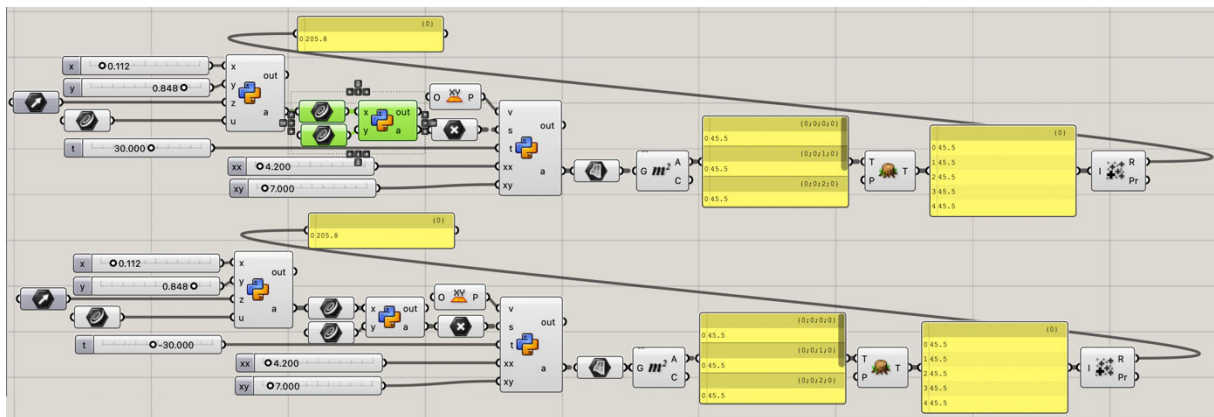 {0}
0 205.8
x 0.112
y 0.848
x
y
z
u
out
a
x
y
out
a
O XY P
t 30.000
xx 4.200
xy 7.000
v
s
t
xx
xy
out
a
G m² A
C
{0;0;0;0}
0 45.5
{0;0;1;0}
0 45.5
{0;0;2;0}
0 45.5
T
P
T
{0}
0 45.5
1 45.5
2 45.5
3 45.5
4 45.5
I
R
Pr
{0}
0 205.8
x 0.112
y 0.848
x
y
z
u
out
a
x
y
out
a
O XY P
t -30.000
xx 4.200
xy 7.000
v
s
t
xx
xy
out
a
G m² A
C
{0;0;0;0}
0 45.5
{0;0;1;0}
0 45.5
{0;0;2;0}
0 45.5
T
P
T
{0}
0 45.5
1 45.5
2 45.5
3 45.5
4 45.5
I
R
Pr